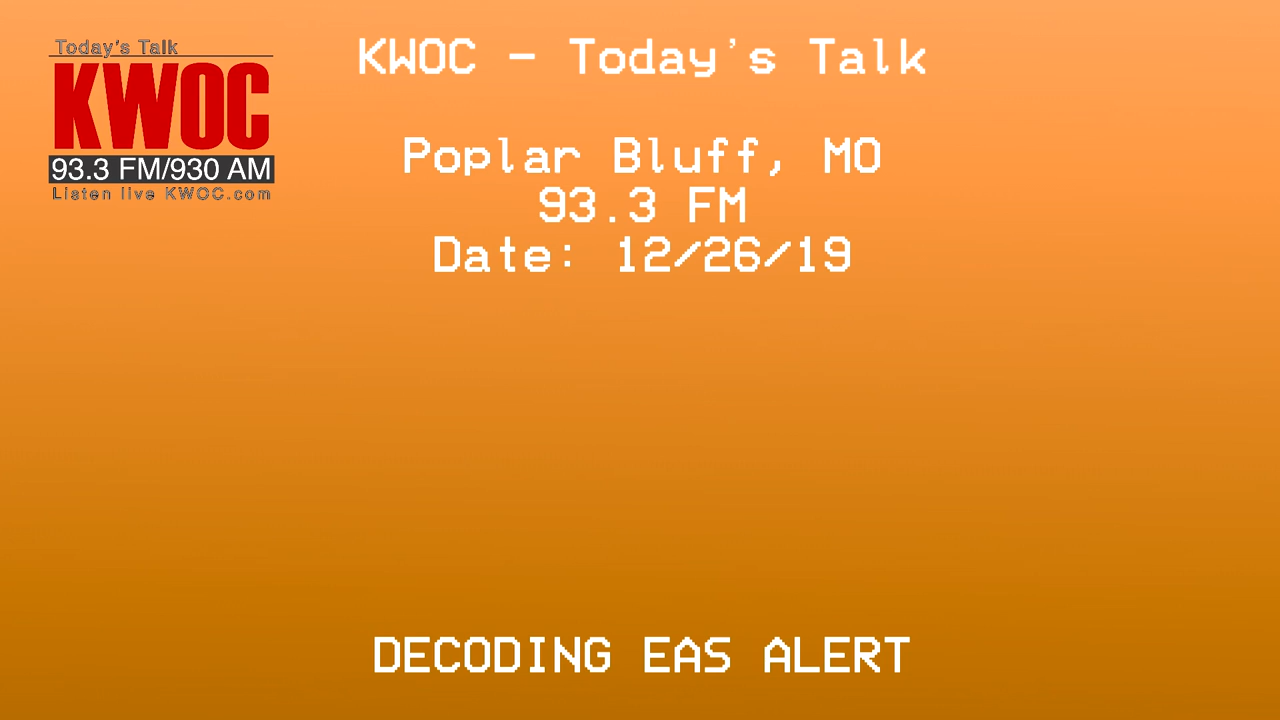 Today's Talk
KWOC
93.3 FM/930 AM
Listen live KWOC.com
KWOC - Today's Talk
Poplar Bluff, MO
93.3 FM
Date: 12/26/19
DECODING EAS ALERT